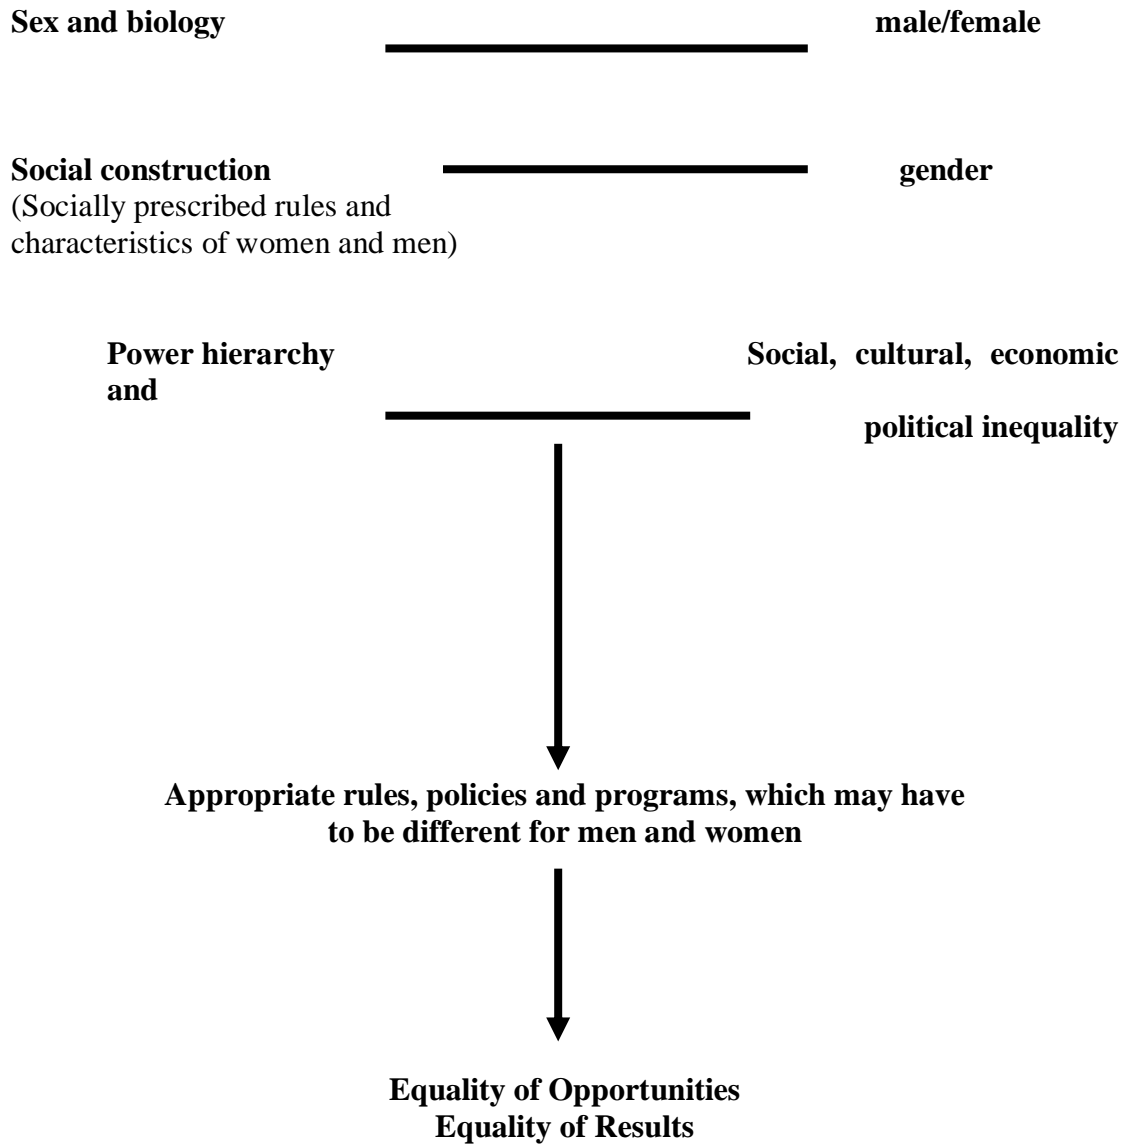 Sex and biology male/female
Social construction gender
(Socially prescribed rules and
characteristics of women and men)
Power hierarchy Social, cultural, economic
and
political inequality
Appropriate rules, policies and programs, which may have
to be different for men and women
Equality of Opportunities
Equality of Results